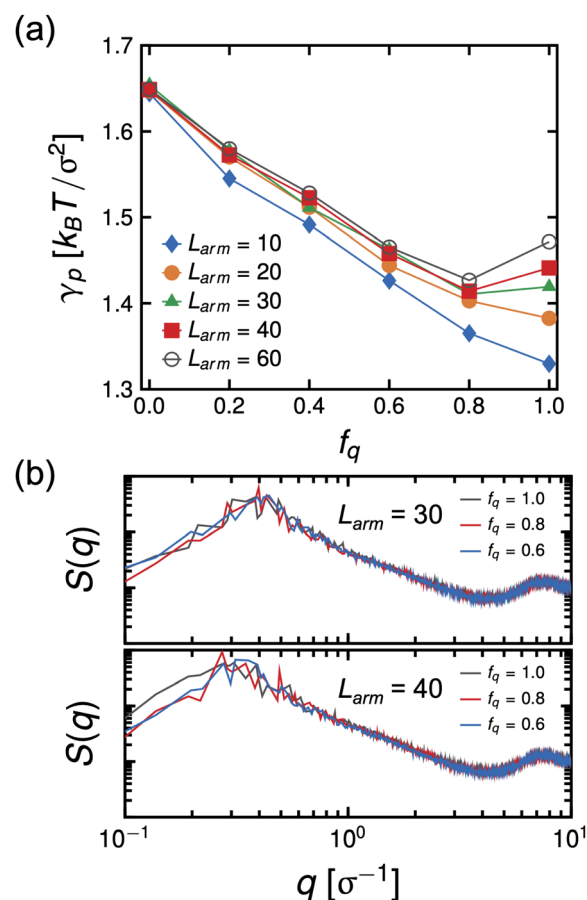 (a)
1.7
1.6
1.5
1.4
1.3
γp [kBT/σ²]
Larm = 10
Larm = 20
Larm = 30
Larm = 40
Larm = 60
0.0 0.2 0.4 0.6 0.8 1.0
fq
(b)
S(q)
Larm = 30
fq = 1.0
fq = 0.8
fq = 0.6
S(q)
Larm = 40
fq = 1.0
fq = 0.8
fq = 0.6
10⁻¹ 10⁰ 10¹
q [σ⁻¹]